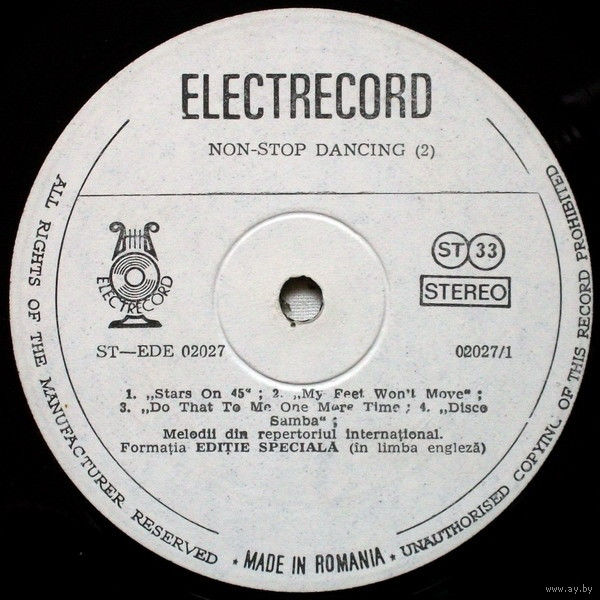 ELECTRECORD
NON-STOP DANCING (2)
ELECTRECORD
ST 33
STEREO
ST—EDE 02027
02027/1
1. „Stars On 45“ ; 2. „My Feet Won't Move“ ;
3. „Do That To Me One More Time ; 4. „Disco
Samba“ ;
Melodii din repertoriul internaţional.
Formaţia EDIŢIE SPECIALĂ (în limba engleză)
ALL RIGHTS OF THE MANUFACTURER RESERVED
★ MADE IN ROMANIA ★
UNAUTHORISED COPYING OF THIS RECORD PROHIBITED
www.ay.by